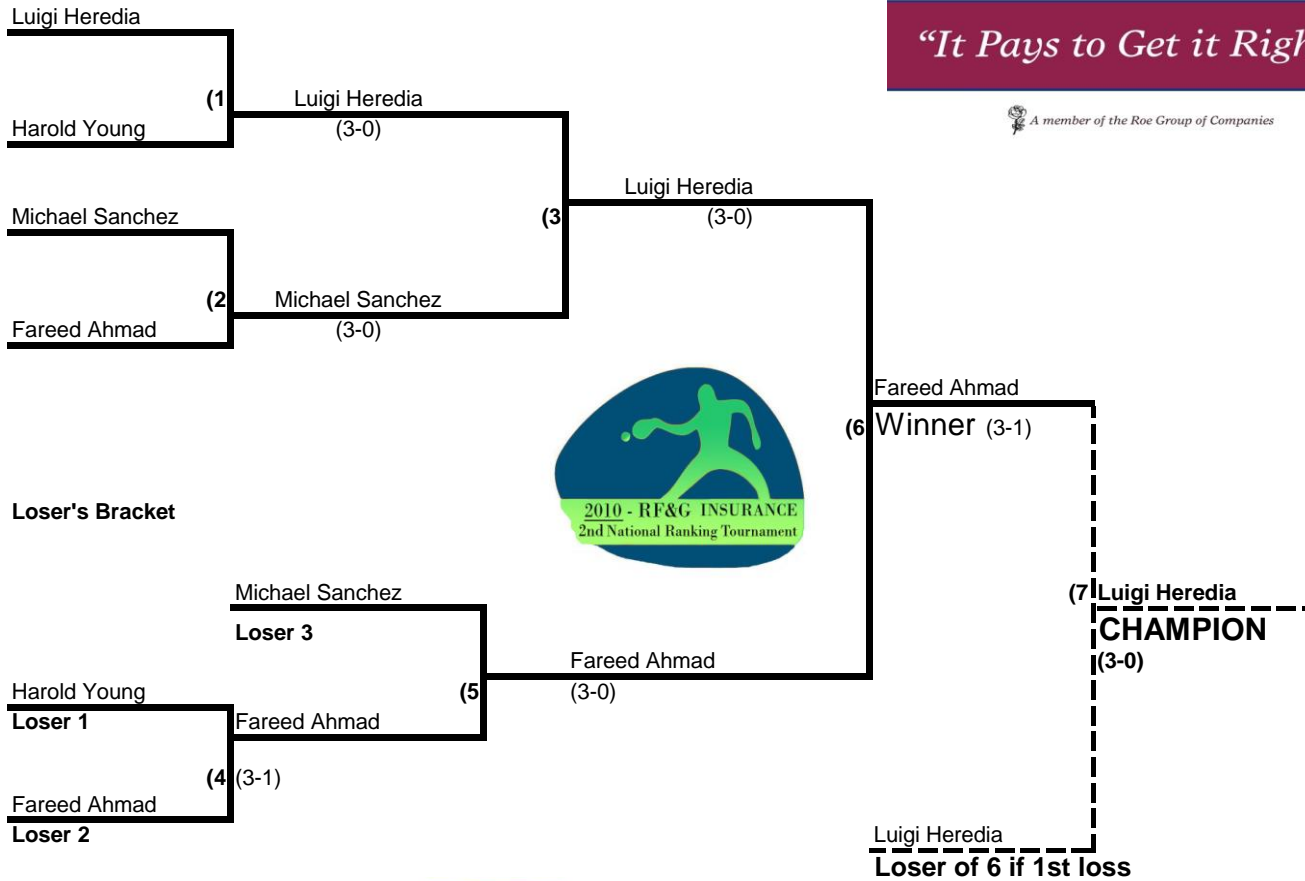 Luigi Heredia
"It Pays to Get it Righ
A member of the Roe Group of Companies
(1
Luigi Heredia
(3-0)
Harold Young
Luigi Heredia
(3-0)
(3
Michael Sanchez
(2
Michael Sanchez
(3-0)
Fareed Ahmad
Fareed Ahmad
(6
Winner (3-1)
2010 - RF&G INSURANCE
2nd National Ranking Tournament
Loser's Bracket
Michael Sanchez
Loser 3
(7
Luigi Heredia
CHAMPION
(3-0)
Fareed Ahmad
(3-0)
(5
Harold Young
Loser 1
Fareed Ahmad
(4
(3-1)
Fareed Ahmad
Loser 2
Luigi Heredia
Loser of 6 if 1st loss